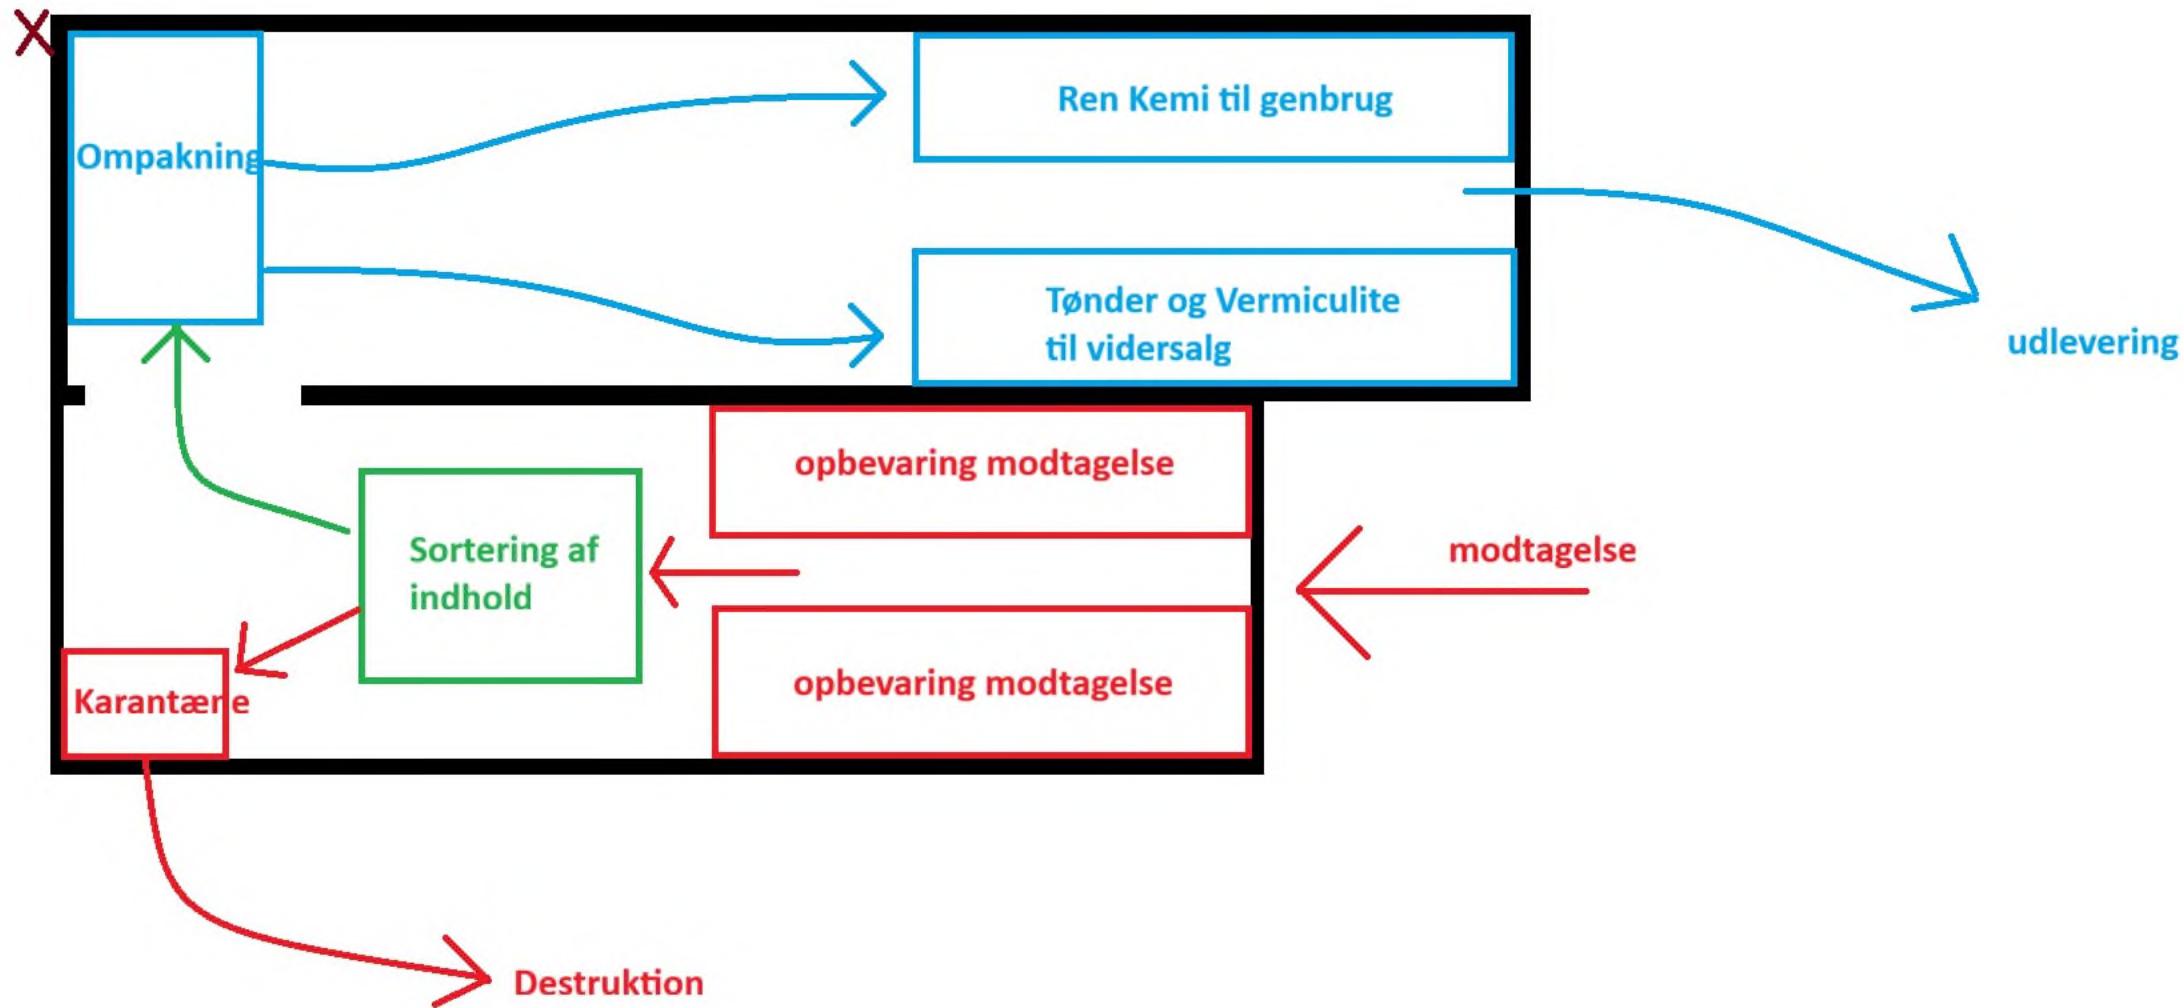 Ompakning
Ren Kemi til genbrug
Tønder og Vermiculite
til vidersalg
udlevering
opbevaring modtagelse
Sortering af
indhold
modtagelse
opbevaring modtagelse
Karantæne
Destruktion